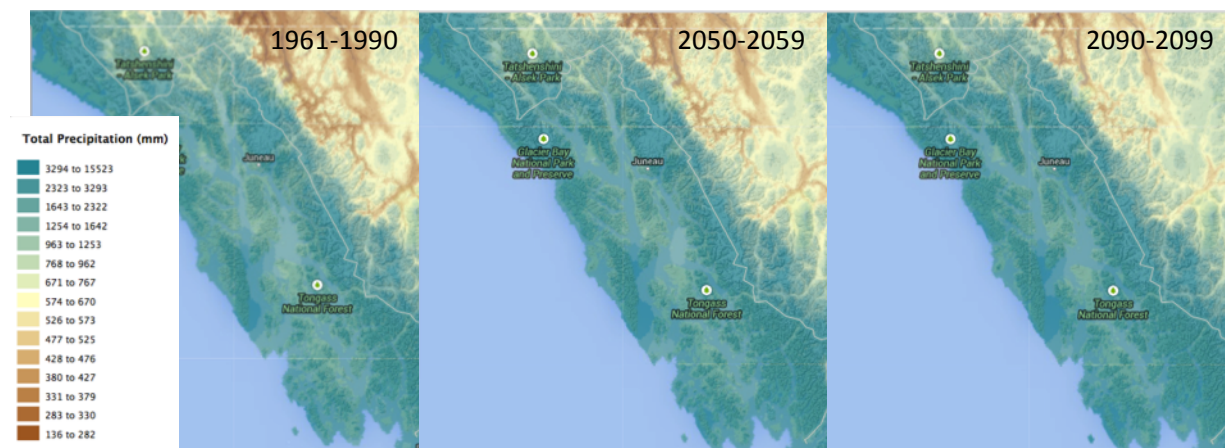 1961-1990
2050-2059
2090-2099
Tatshenshini
- Alsek Park
Tatshenshini
- Alsek Park
Tatshenshini
- Alsek Park
Total Precipitation (mm)
3294 to 15523
2323 to 3293
1643 to 2322
1254 to 1642
963 to 1253
768 to 962
671 to 767
574 to 670
526 to 573
477 to 525
428 to 476
380 to 427
331 to 379
283 to 330
136 to 282
Juneau
Glacier Bay
National Park
and Preserve
Juneau
Glacier Bay
National Park
and Preserve
Juneau
Tongass
National Forest
Tongass
National Forest
Tongass
National Forest